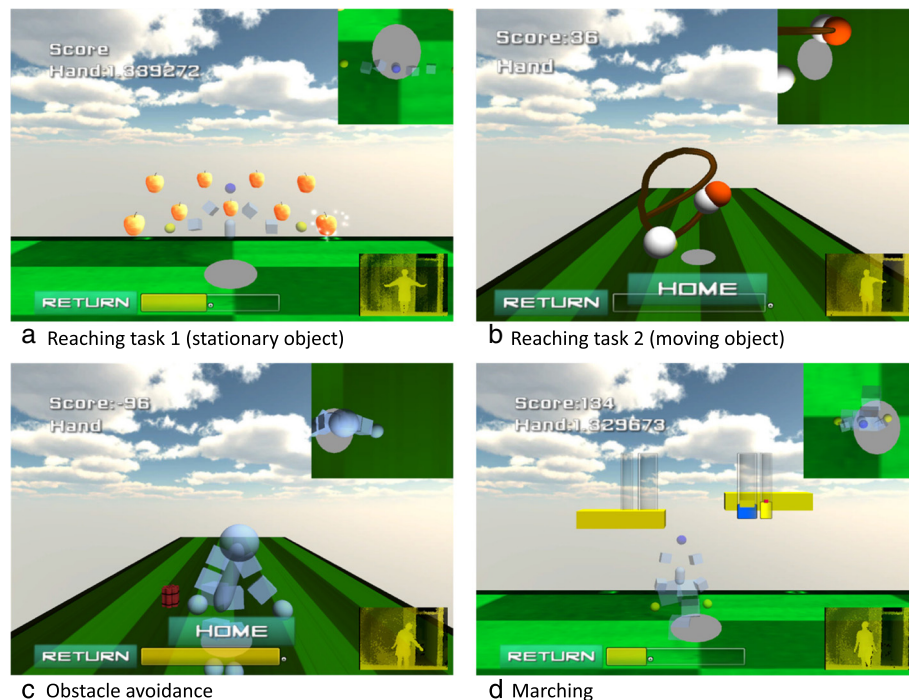 Score
Hand:1.339272
RETURN
a Reaching task 1 (stationary object)
Score:36
Hand
HOME
RETURN
b Reaching task 2 (moving object)
Score:-96
Hand
HOME
RETURN
c Obstacle avoidance
Score:134
Hand:1.329673
RETURN
d Marching